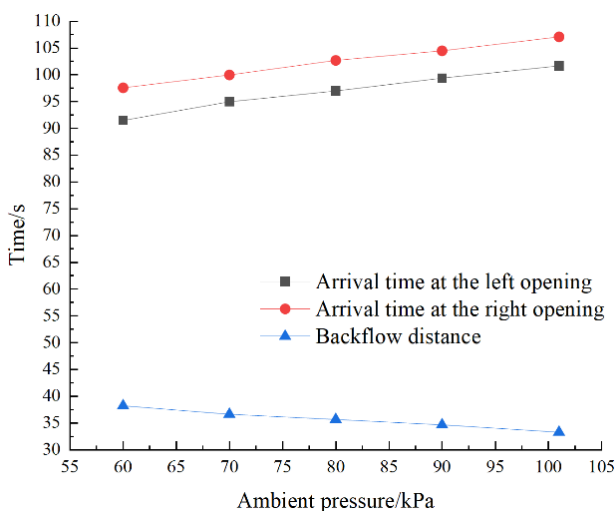 110
105
100
95
90
85
80
75
70
65
60
55
50
45
40
35
30
Time/s
Arrival time at the left opening
Arrival time at the right opening
Backflow distance
55 60 65 70 75 80 85 90 95 100 105
Ambient pressure/kPa